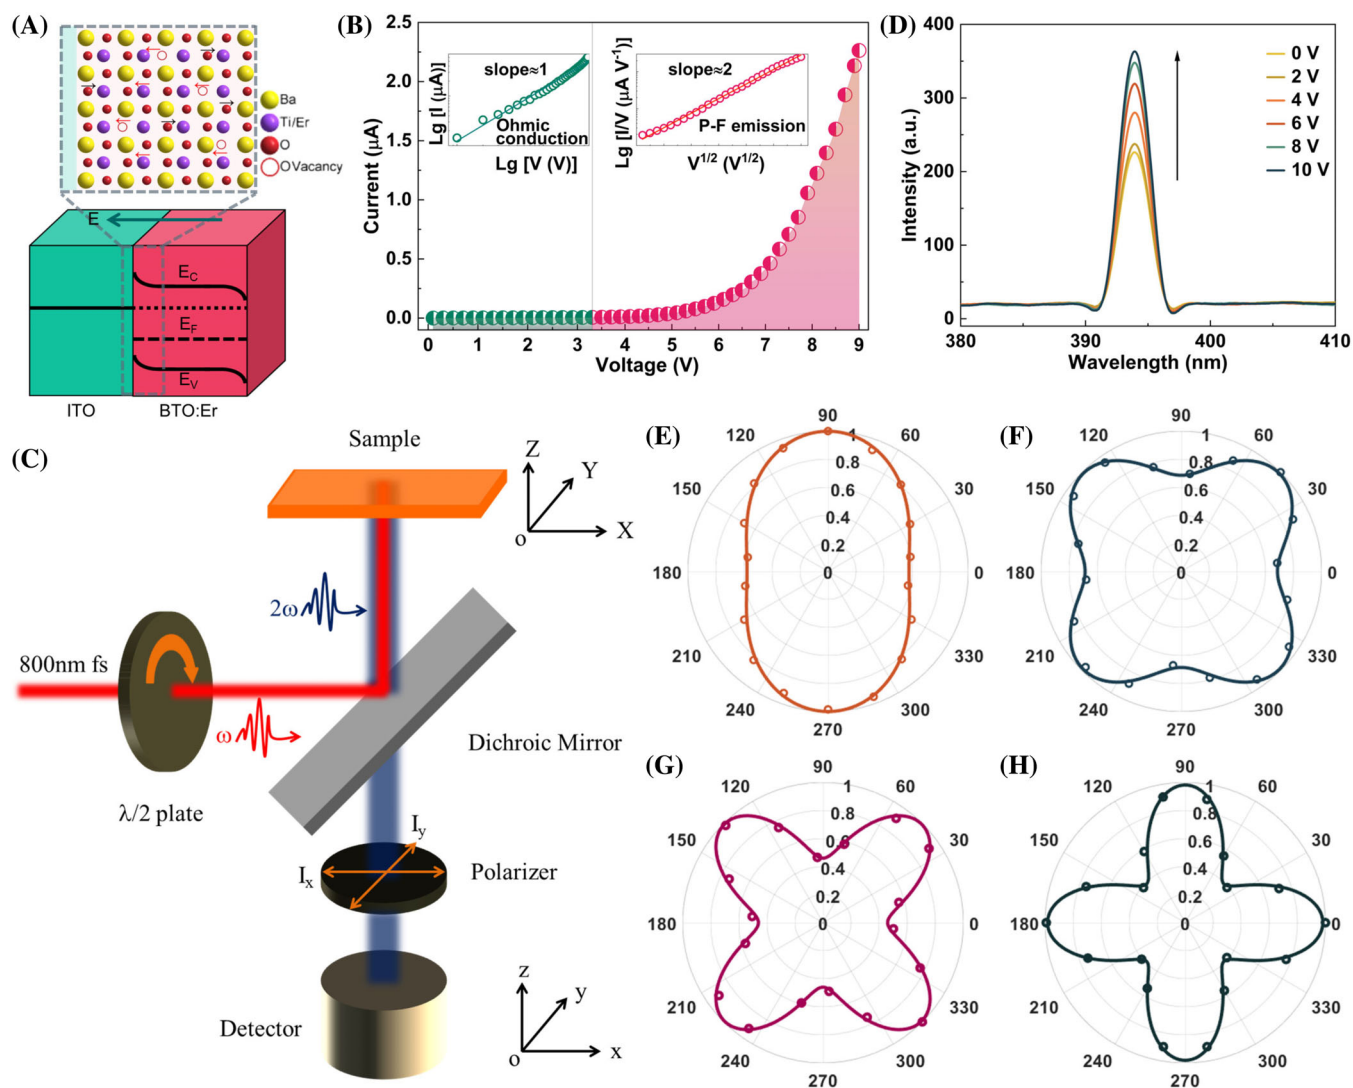 (A)
Ba
Ti/Er
O
O Vacancy
E
E_C
E_F
E_V
ITO
BTO:Er
(B)
Current (μA)
2.5
2.0
1.5
1.0
0.5
0.0
Lg [I (μA)]
slope≈1
Ohmic
conduction
Lg [V (V)]
Lg [I/V (μA V⁻¹)]
slope≈2
P-F emission
V^1/2 (V^1/2)
0 1 2 3 4 5 6 7 8 9
Voltage (V)
(D)
Intensity (a.u.)
400
350
300
200
100
0
0 V
2 V
4 V
6 V
8 V
10 V
380 390 400 410
Wavelength (nm)
(C)
Sample
Z
Y
X
o
2ω
800nm fs
ω
λ/2 plate
Dichroic Mirror
I_y
I_x
Polarizer
Detector
z
y
x
o
(E)
90
120 1 60
0.8
150 0.6 30
0.4
0.2
180 0 0
210 330
240 300
270
(F)
90
120 1 60
0.8
150 0.6 30
0.4
0.2
180 0 0
210 330
240 300
270
(G)
90
120 1 60
0.8
150 0.6 30
0.4
0.2
180 0 0
210 330
240 300
270
(H)
90
120 1 60
0.8
150 0.6 30
0.4
0.2
180 0 0
210 330
240 300
270